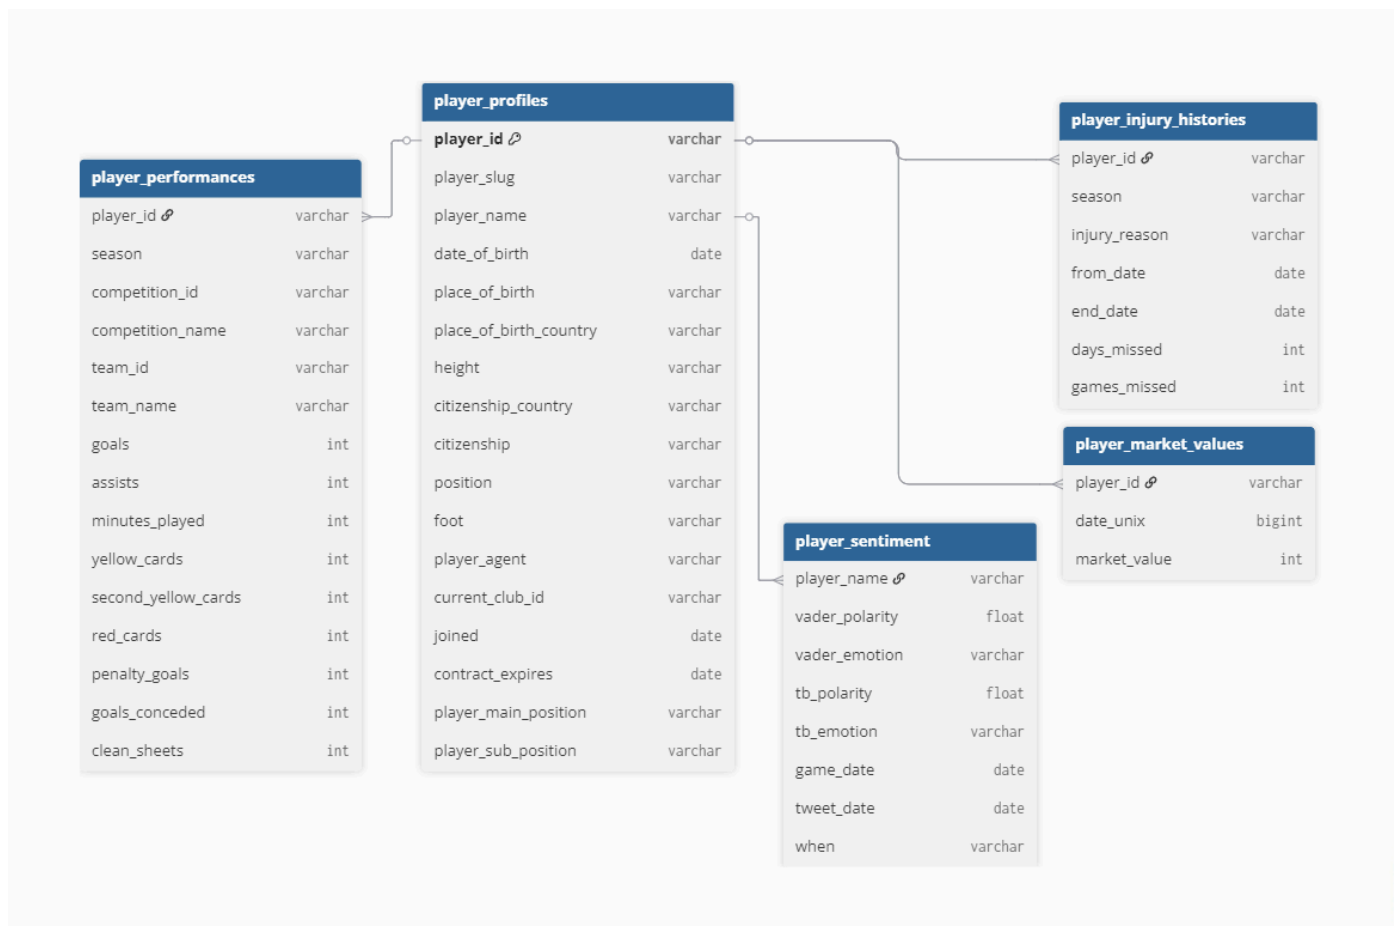 player_profiles
player_id varchar
player_slug varchar
player_name varchar
date_of_birth date
place_of_birth varchar
place_of_birth_country varchar
height varchar
citizenship_country varchar
citizenship varchar
position varchar
foot varchar
player_agent varchar
current_club_id varchar
joined date
contract_expires date
player_main_position varchar
player_sub_position varchar
player_performances
player_id varchar
season varchar
competition_id varchar
competition_name varchar
team_id varchar
team_name varchar
goals int
assists int
minutes_played int
yellow_cards int
second_yellow_cards int
red_cards int
penalty_goals int
goals_conceded int
clean_sheets int
player_injury_histories
player_id varchar
season varchar
injury_reason varchar
from_date date
end_date date
days_missed int
games_missed int
player_market_values
player_id varchar
date_unix bigint
market_value int
player_sentiment
player_name varchar
vader_polarity float
vader_emotion varchar
tb_polarity float
tb_emotion varchar
game_date date
tweet_date date
when varchar